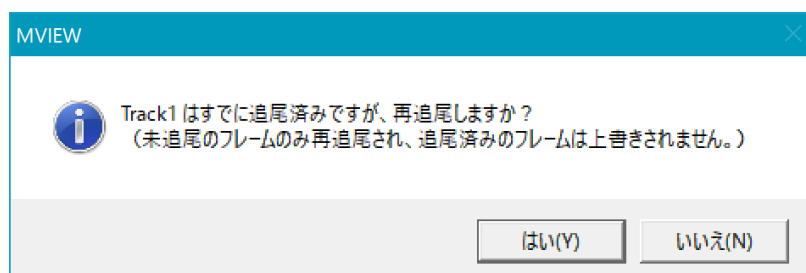 MVIEW
Track1 はすでに追尾済みですが、再追尾しますか？
（未追尾のフレームのみ再追尾され、追尾済みのフレームは上書きされません。）
はい(Y)
いいえ(N)